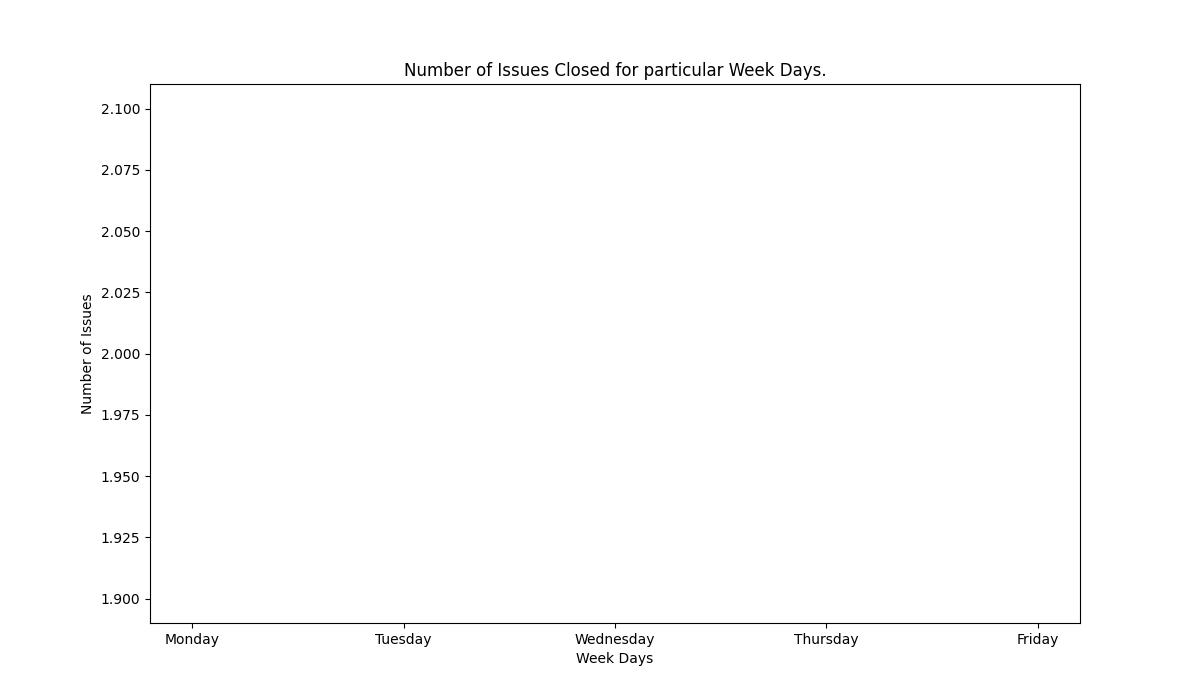 Number of Issues Closed for particular Week Days.
2.100
2.075
2.050
2.025
2.000
1.975
1.950
1.925
1.900
Number of Issues
Monday Tuesday Wednesday Thursday Friday
Week Days